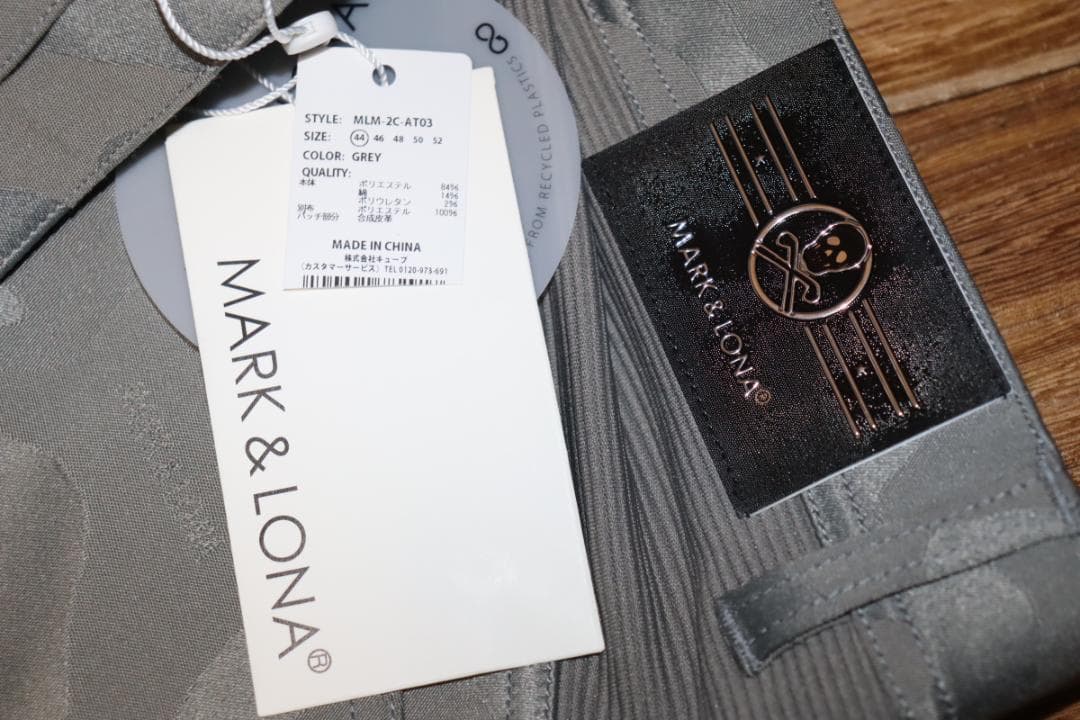 A
8
FROM RECYCLED PLASTICS
STYLE: MLM-2C-AT03
SIZE: 44 46 48 50 52
COLOR: GREY
QUALITY:
本体 ポリエステル 84%
綿 14%
ポリウレタン 2%
別布 ポリエステル 100%
パッチ部分 合成皮革
MADE IN CHINA
株式会社キューブ
〔カスタマーサービス〕 TEL 0120-973-691
MARK & LONA®
MARK & LONA®